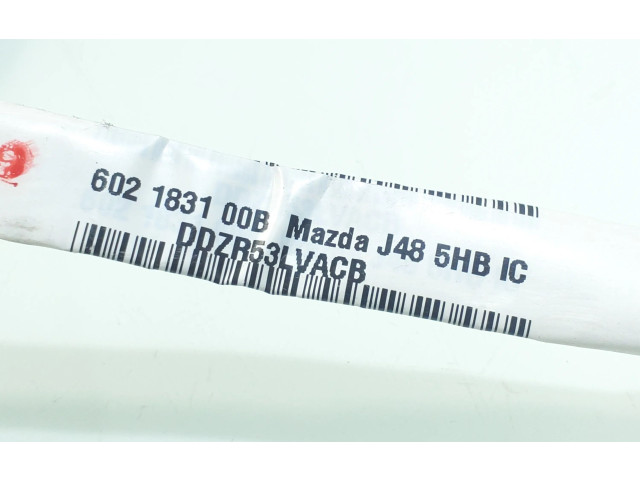 602 1831 00B Mazda J48 5HB IC
DDZR53LVACB